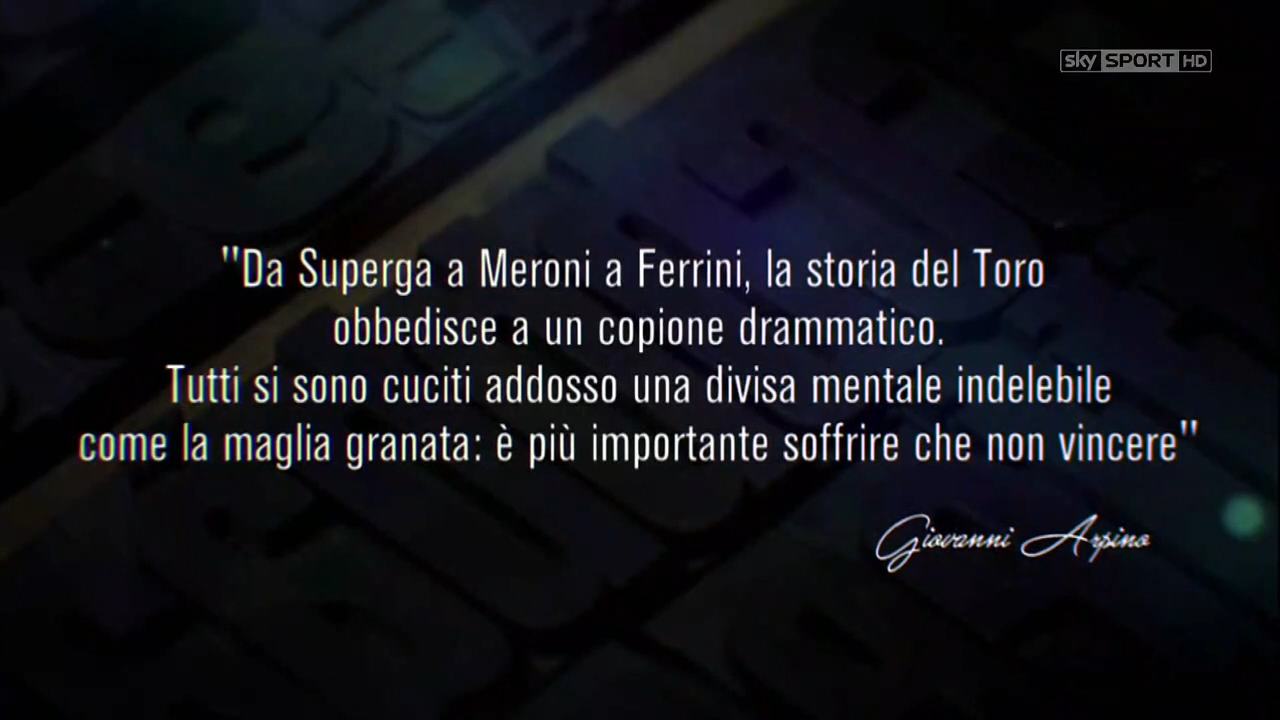 sky SPORT HD
"Da Superga a Meroni a Ferrini, la storia del Toro
obbedisce a un copione drammatico.
Tutti si sono cuciti addosso una divisa mentale indelebile
come la maglia granata: è più importante soffrire che non vincere"
Giovanni Arpino